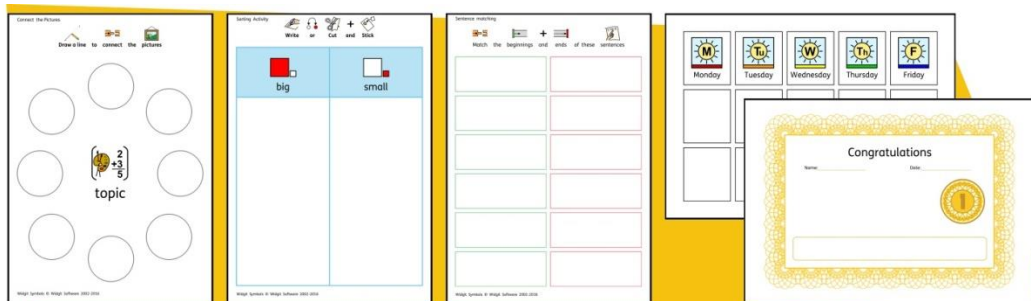 Connect the Pictures
Draw a line to connect the pictures
2
+3
5
topic
Widgit Symbols © Widgit Software 2002-2016
Sorting Activity
Write or Cut and Stick
big
small
Widgit Symbols © Widgit Software 2002-2016
Sentence matching
Match the beginnings and ends of these sentences
Widgit Symbols © Widgit Software 2002-2016
M Tu W Th F
Monday Tuesday Wednesday Thursday Friday
Congratulations
Name: Date:
1